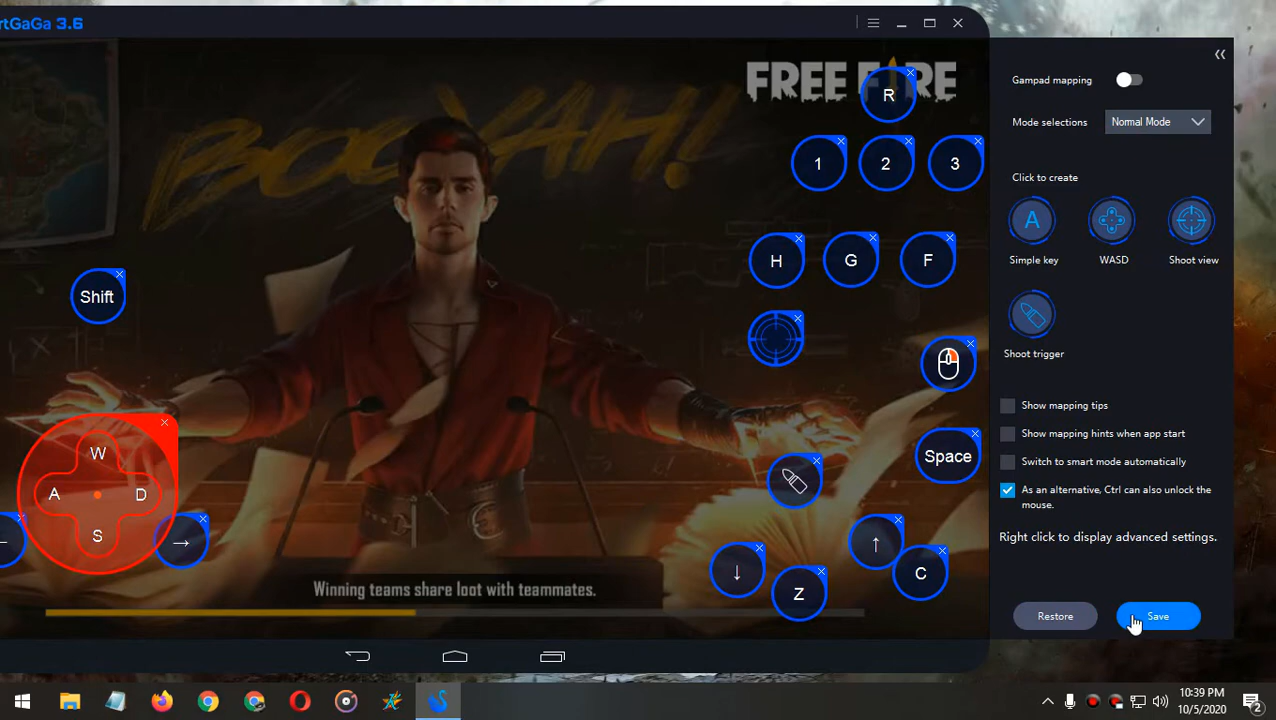 rtGaGa 3.6
BOOYAH!
FREE FIRE
R
1 2 3
H G F
Shift
W
A D
S
Space
C
Z
Winning teams share loot with teammates.
Gampad mapping
Mode selections Normal Mode
Click to create
A
Simple key WASD Shoot view
Shoot trigger
Show mapping tips
Show mapping hints when app start
Switch to smart mode automatically
As an alternative, Ctrl can also unlock the
mouse.
Right click to display advanced settings.
Restore Save
10:39 PM
10/5/2020
2